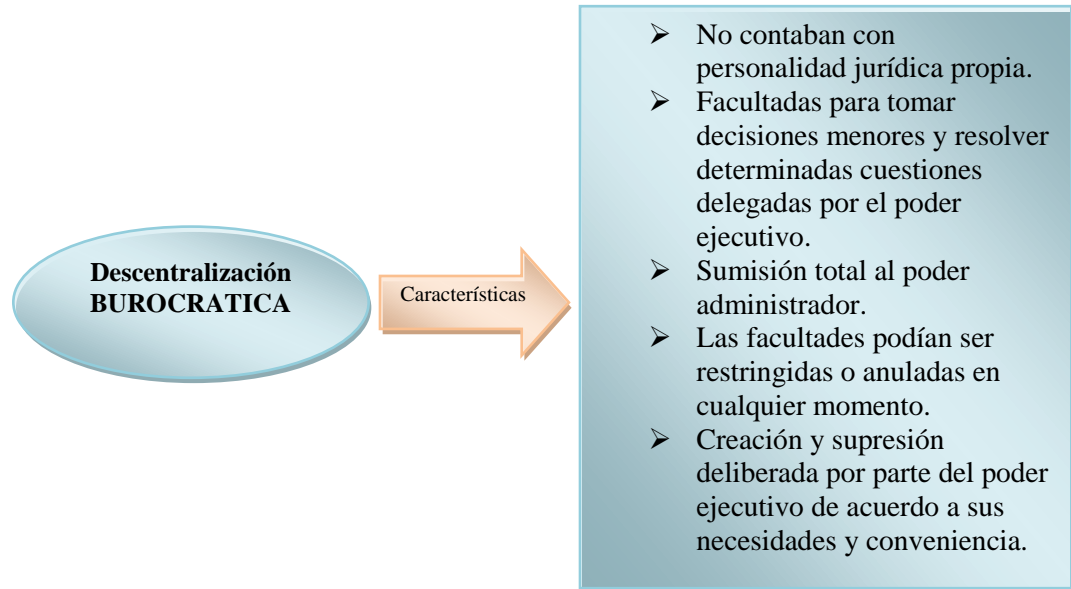 Descentralización
BUROCRATICA
Características
➢ No contaban con
personalidad jurídica propia.
➢ Facultadas para tomar
decisiones menores y resolver
determinadas cuestiones
delegadas por el poder
ejecutivo.
➢ Sumisión total al poder
administrador.
➢ Las facultades podían ser
restringidas o anuladas en
cualquier momento.
➢ Creación y supresión
deliberada por parte del poder
ejecutivo de acuerdo a sus
necesidades y conveniencia.